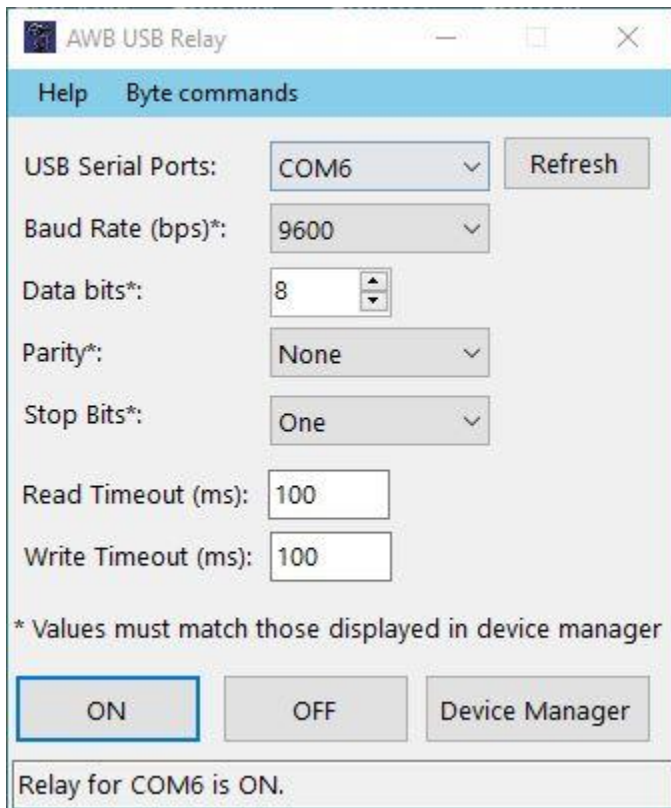 AWB USB Relay
Help Byte commands
USB Serial Ports: COM6 Refresh
Baud Rate (bps)*: 9600
Data bits*: 8
Parity*: None
Stop Bits*: One
Read Timeout (ms): 100
Write Timeout (ms): 100
* Values must match those displayed in device manager
ON OFF Device Manager
Relay for COM6 is ON.